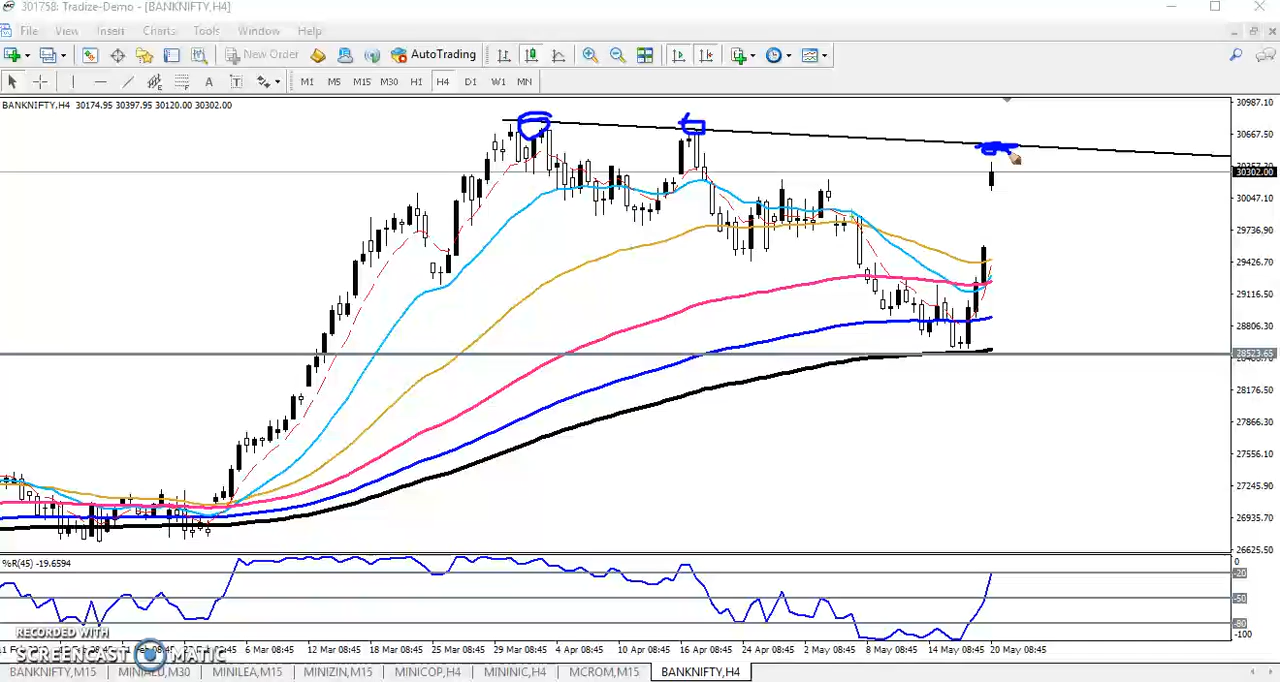 301758: Tradize-Demo - [BANKNIFTY,H4]
File View Insert Charts Tools Window Help
New Order AutoTrading
A T M1 M5 M15 M30 H1 H4 D1 W1 MN
BANKNIFTY,H4 30174.95 30397.95 30120.00 30302.00
30987.10
30667.50
30302.00
30047.10
29736.90
29426.70
29116.50
28806.30
28523.65
28176.50
27866.30
27556.10
27245.90
26935.70
26625.50
%R(45) -19.6594
0
-20
-50
-80
-100
6 Mar 08:45 12 Mar 08:45 18 Mar 08:45 25 Mar 08:45 29 Mar 08:45 4 Apr 08:45 10 Apr 08:45 16 Apr 08:45 24 Apr 08:45 2 May 08:45 8 May 08:45 14 May 08:45 20 May 08:45
RECORDED WITH
SCREENCAST MATIC
BANKNIFTY,M15 MINIALU,M30 MINILEA,M15 MINIZIN,M15 MINICOP,H4 MININIC,H4 MCROM,M15 BANKNIFTY,H4